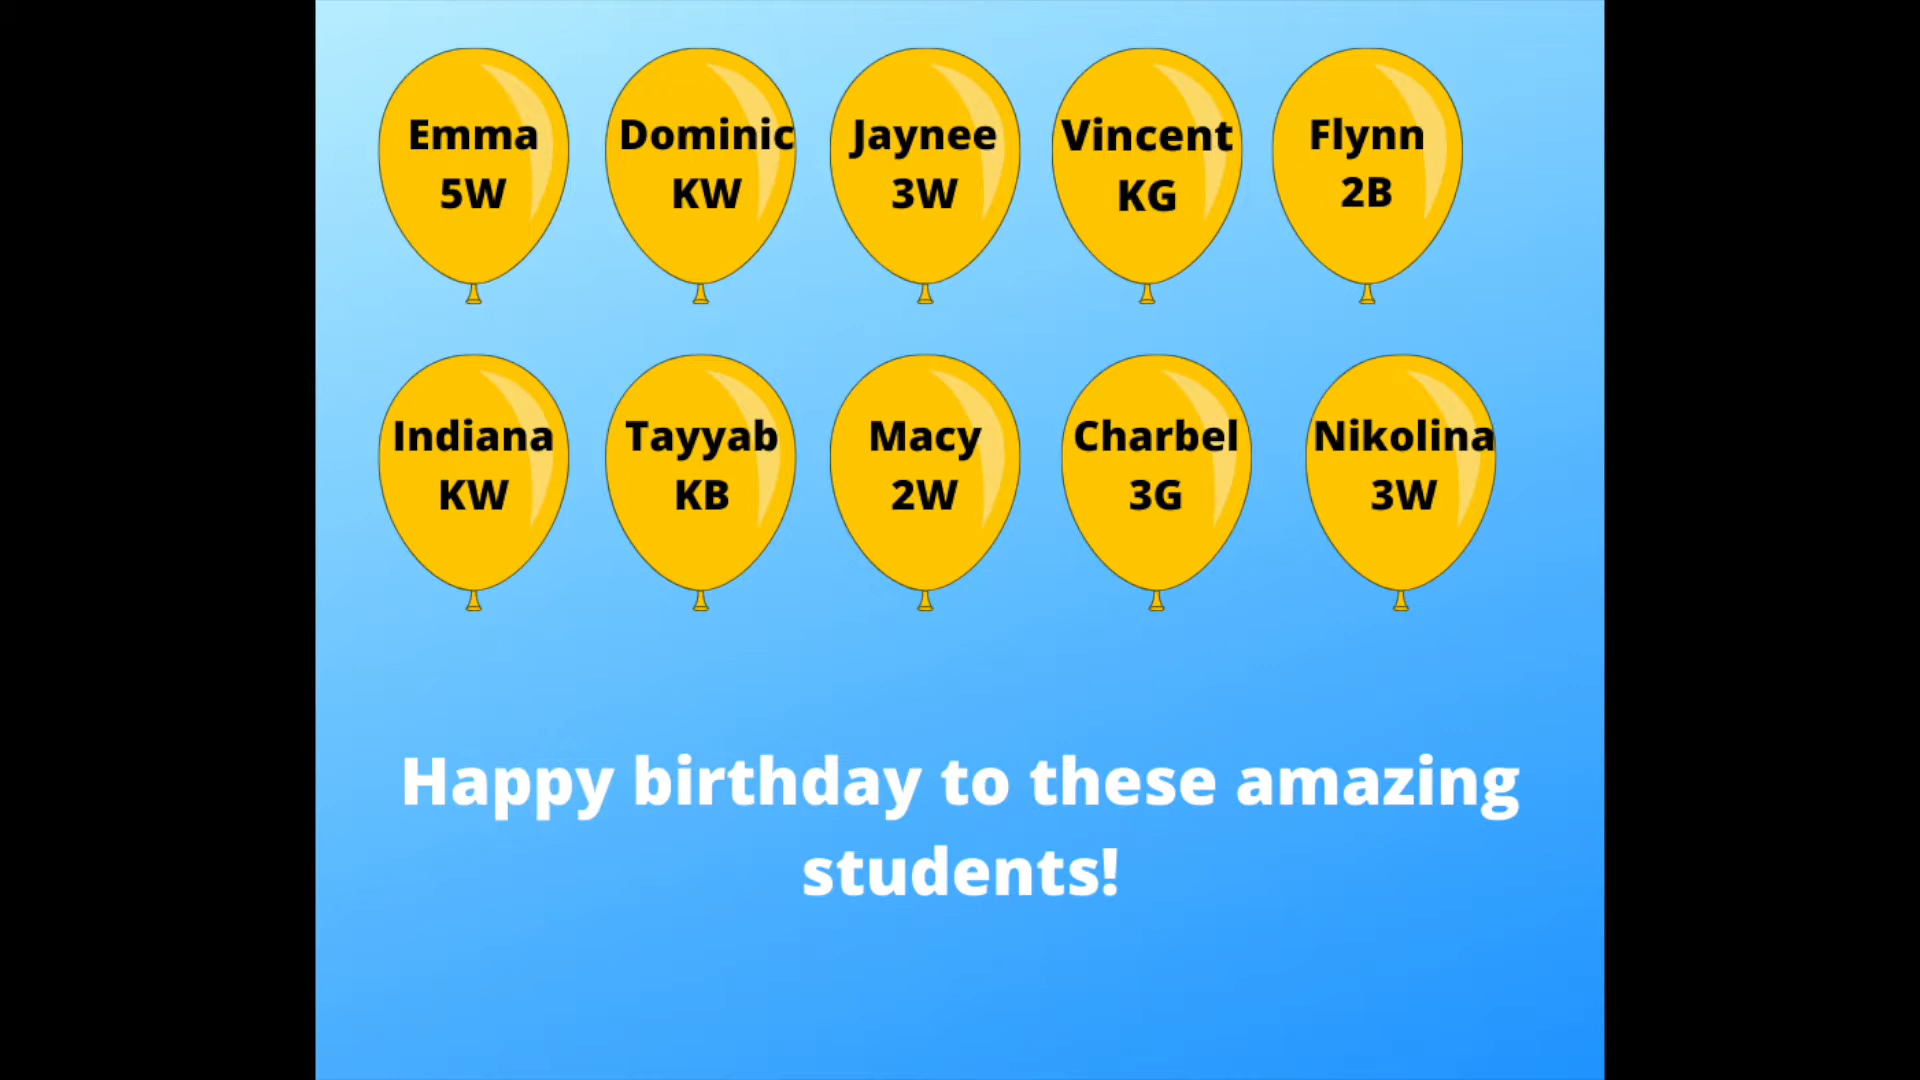 Emma
5W
Dominic
KW
Jaynee
3W
Vincent
KG
Flynn
2B
Indiana
KW
Tayyab
KB
Macy
2W
Charbel
3G
Nikolina
3W
Happy birthday to these amazing
students!